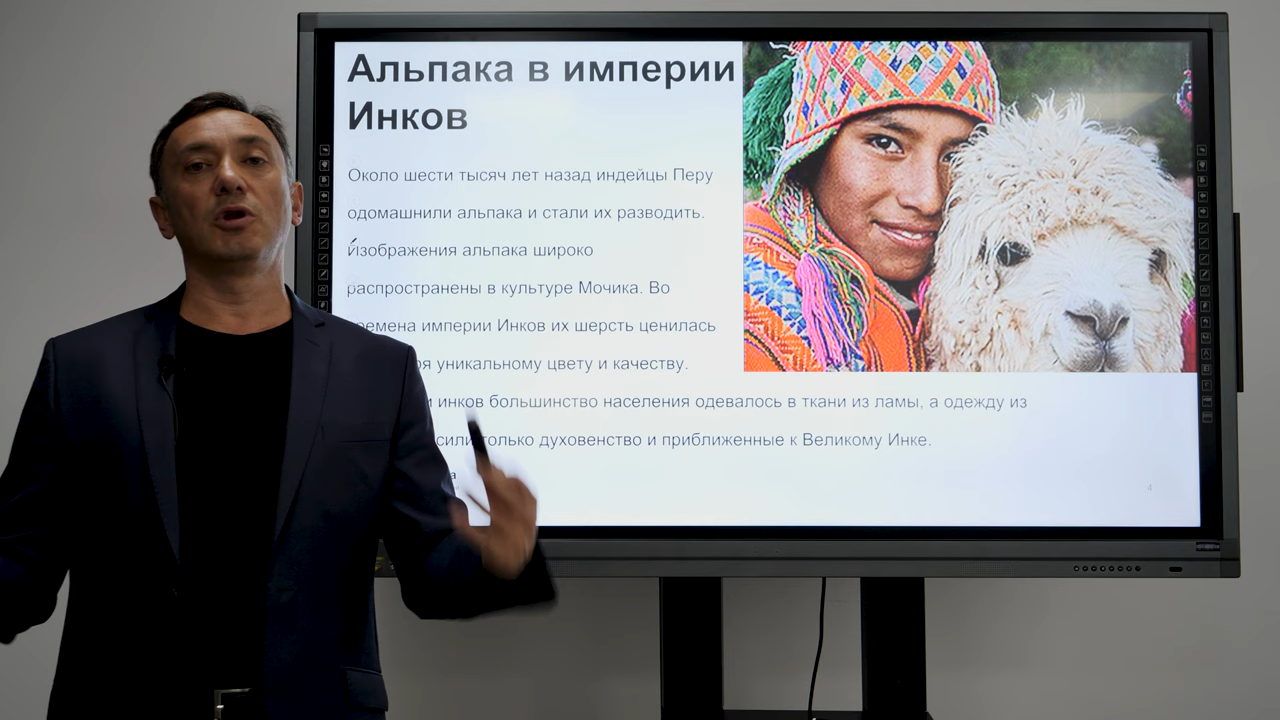 Альпака в империи
Инков
Около шести тысяч лет назад индейцы Перу
одомашнили альпака и стали их разводить.
Изображения альпака широко
распространены в культуре Мочика. Во
времена империи Инков их шерсть ценилась
уникальному цвету и качеству.
инков большинство населения одевалось в ткани из ламы, а одежду из
только духовенство и приближенные к Великому Инке.
4